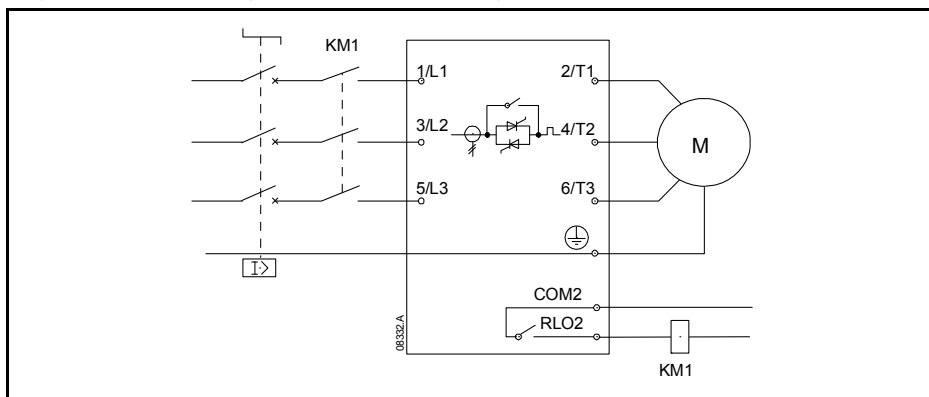 KM1
1/L1
2/T1
3/L2
4/T2
M
5/L3
6/T3
I>
COM2
RLO2
KM1
08332.A